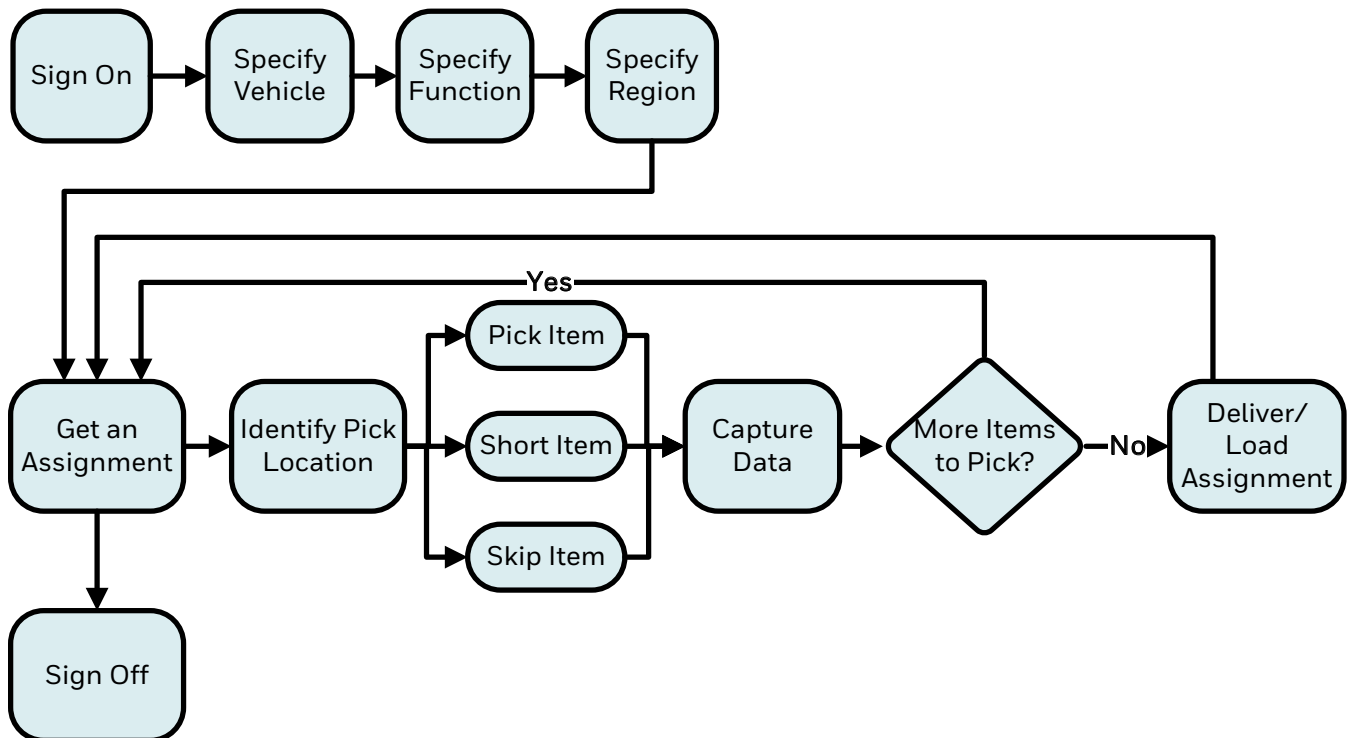 Sign On
Specify
Vehicle
Specify
Function
Specify
Region
Yes
Pick Item
Get an
Assignment
Identify Pick
Location
Short Item
Capture
Data
More Items
to Pick?
No
Deliver/
Load
Assignment
Skip Item
Sign Off